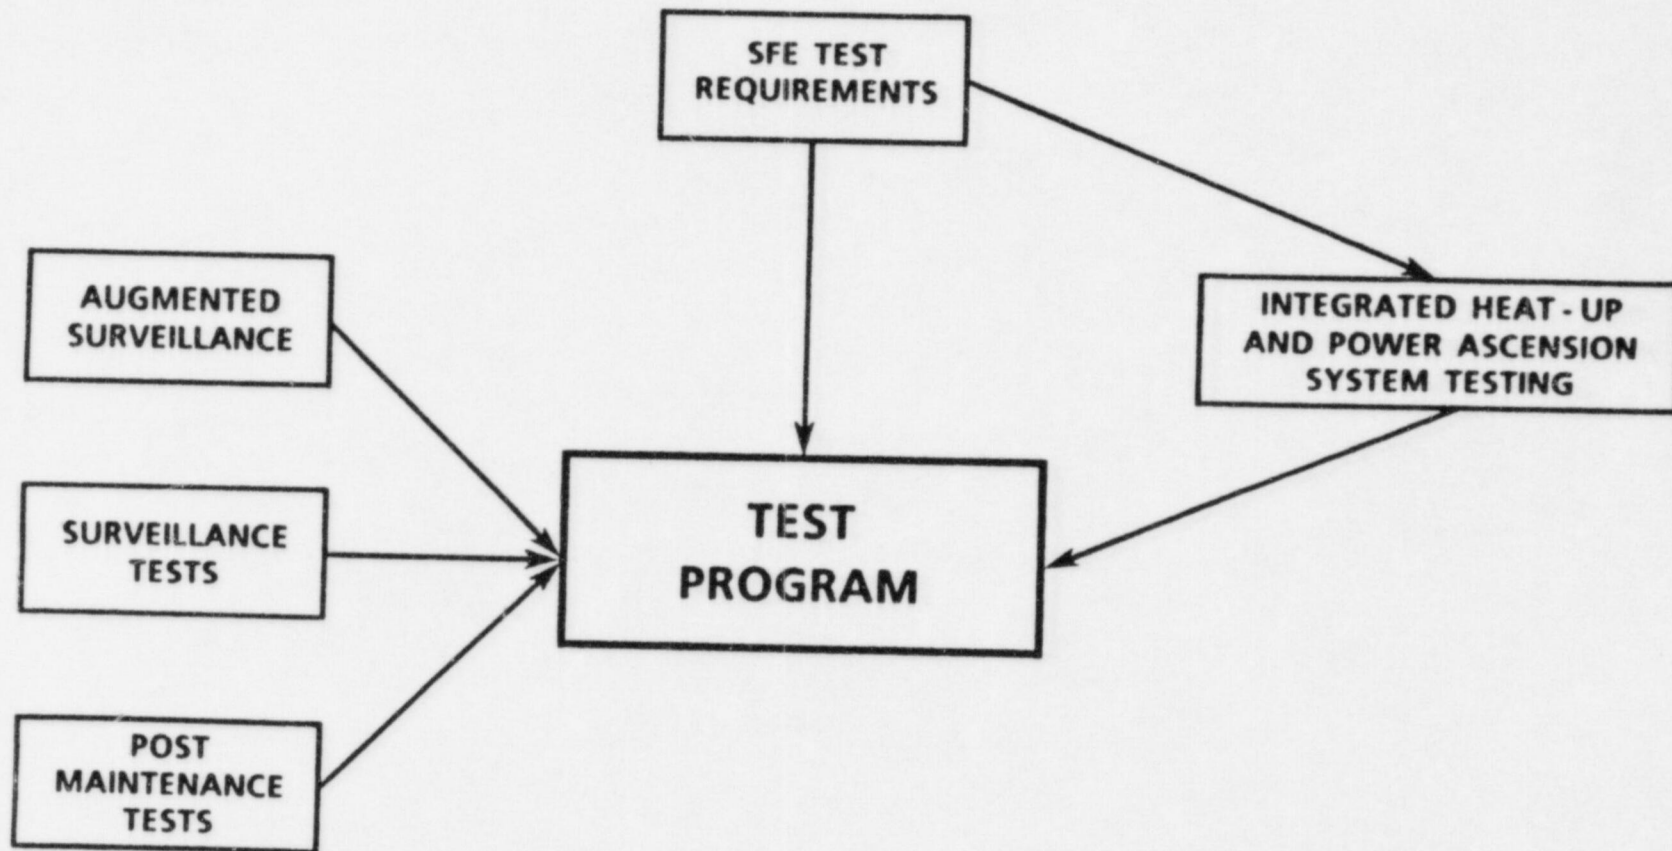 SFE TEST
REQUIREMENTS
AUGMENTED
SURVEILLANCE
INTEGRATED HEAT - UP
AND POWER ASCENSION
SYSTEM TESTING
SURVEILLANCE
TESTS
TEST
PROGRAM
POST
MAINTENANCE
TESTS